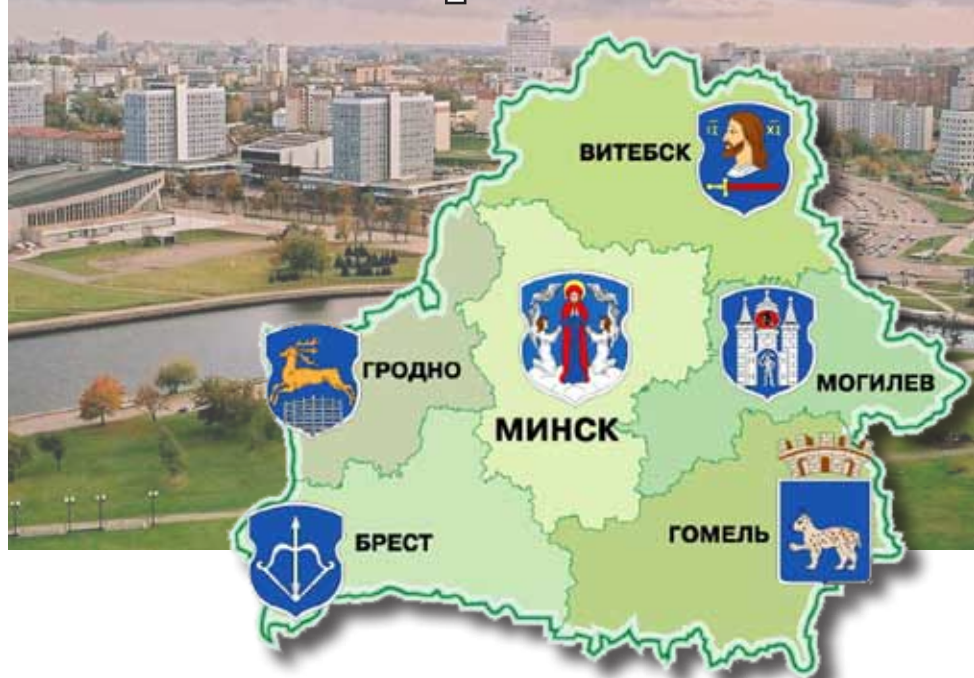 ВИТЕБСК
ГРОДНО
МОГИЛЕВ
МИНСК
БРЕСТ
ГОМЕЛЬ